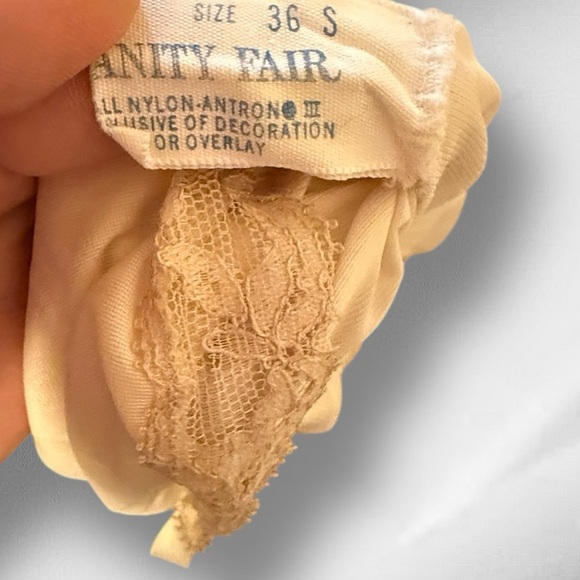 SIZE 36 S
ANITY FAIR
LL NYLON-ANTRON® III
LUSIVE OF DECORATION
OR OVERLAY